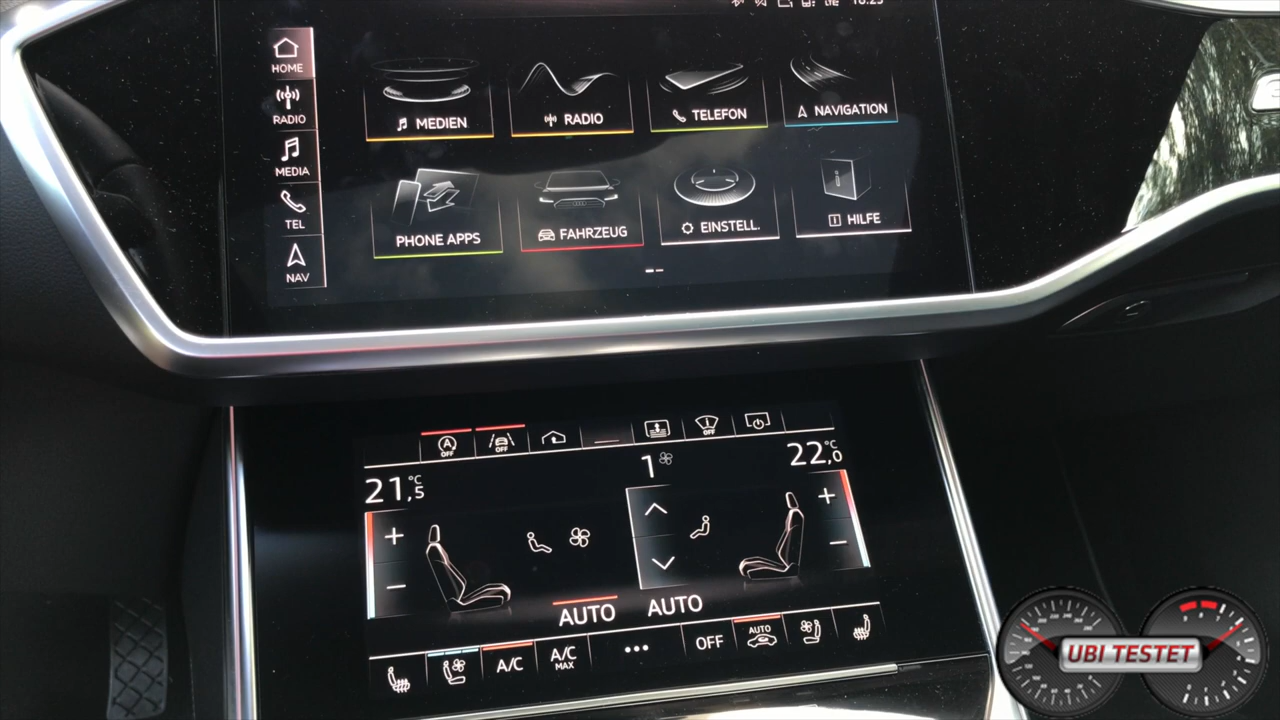 HOME
RADIO
MEDIA
TEL
NAV
MEDIEN
RADIO
TELEFON
NAVIGATION
PHONE APPS
FAHRZEUG
EINSTELL.
HILFE
OFF
OFF
OFF
21,5 °C
1
22,0 °C
AUTO
AUTO
A/C
A/C MAX
OFF
AUTO
UBI TESTET